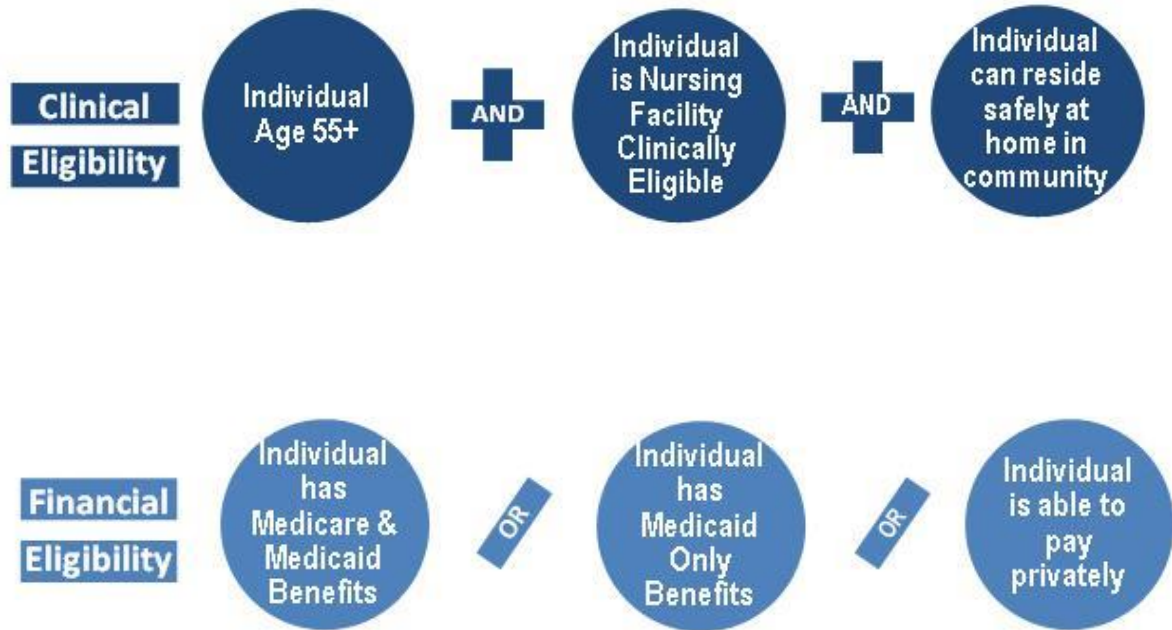 Clinical
Eligibility
Individual
Age 55+
AND
Individual
is Nursing
Facility
Clinically
Eligible
AND
Individual
can reside
safely at
home in
community
Financial
Eligibility
Individual
has
Medicare &
Medicaid
Benefits
OR
Individual
has
Medicaid
Only
Benefits
OR
Individual
is able to
pay
privately